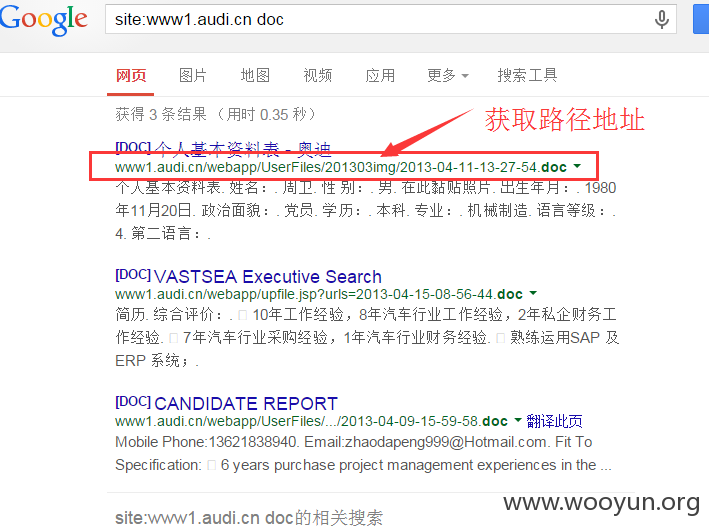 Google
site:www1.audi.cn doc
网页 图片 地图 视频 应用 更多 搜索工具
获得 3 条结果 （用时 0.35 秒）
获取路径地址
[DOC] 个人基本资料表 - 奥迪
www1.audi.cn/webapp/UserFiles/201303img/2013-04-11-13-27-54.doc
个人基本资料表. 姓名：. 周卫. 性 别：. 男. 在此黏贴照片. 出生年月：. 1980
年11月20日. 政治面貌：. 党员. 学历：. 本科. 专业：. 机械制造. 语言等级：.
4. 第二语言：.
[DOC] VASTSEA Executive Search
www1.audi.cn/webapp/upfile.jsp?urls=2013-04-15-08-56-44.doc
简历. 综合评价：. □ 10年工作经验，8年汽车行业工作经验，2年私企财务工
作经验. □ 7年汽车行业采购经验，1年汽车行业财务经验. □ 熟练运用SAP 及
ERP 系统；.
[DOC] CANDIDATE REPORT
www1.audi.cn/webapp/UserFiles/.../2013-04-09-15-59-58.doc 翻译此页
Mobile Phone:13621838940. Email:zhaodapeng999@Hotmail.com. Fit To
Specification: □ 6 years purchase project management experiences in the ...
site:www1.audi.cn doc的相关搜索
www.wooyun.org